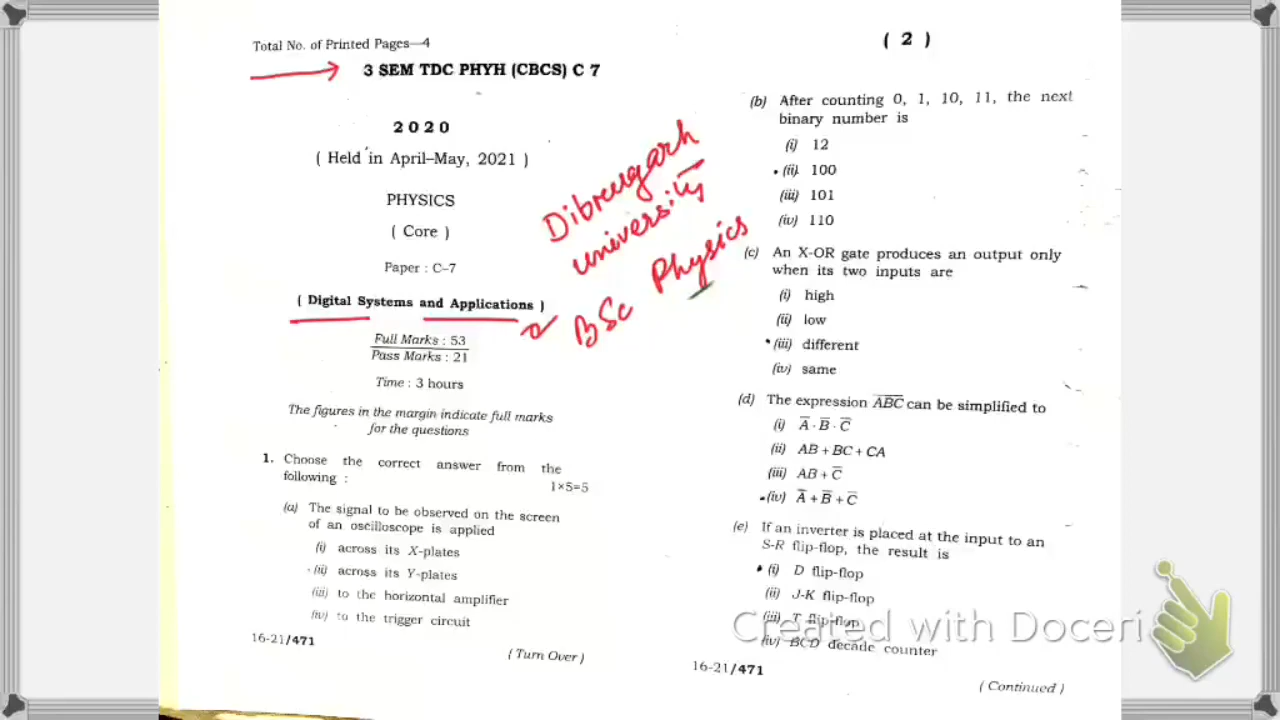 Total No. of Printed Pages—4
3 SEM TDC PHYH (CBCS) C 7
2020
( Held in April–May, 2021 )
PHYSICS
( Core )
Paper : C–7
( Digital Systems and Applications )
Full Marks : 53
Pass Marks : 21
Time : 3 hours
The figures in the margin indicate full marks
for the questions
1. Choose the correct answer from the
following : 1×5=5
(a) The signal to be observed on the screen
of an oscilloscope is applied
(i) across its X-plates
(ii) across its Y-plates
(iii) to the horizontal amplifier
(iv) to the trigger circuit
16-21/471
( Turn Over )
Dibrugarh
University
BSc Physics
( 2 )
(b) After counting 0, 1, 10, 11, the next
binary number is
(i) 12
(ii) 100
(iii) 101
(iv) 110
(c) An X-OR gate produces an output only
when its two inputs are
(i) high
(ii) low
(iii) different
(iv) same
(d) The expression A̅B̅C̅ can be simplified to
(i) A̅ · B̅ · C̅
(ii) AB + BC + CA
(iii) AB + C̅
(iv) A̅ + B̅ + C̅
(e) If an inverter is placed at the input to an
S-R flip-flop, the result is
(i) D flip-flop
(ii) J-K flip-flop
(iii) T flip-flop
(iv) BCD decade counter
16-21/471
( Continued )
Created with Doceri